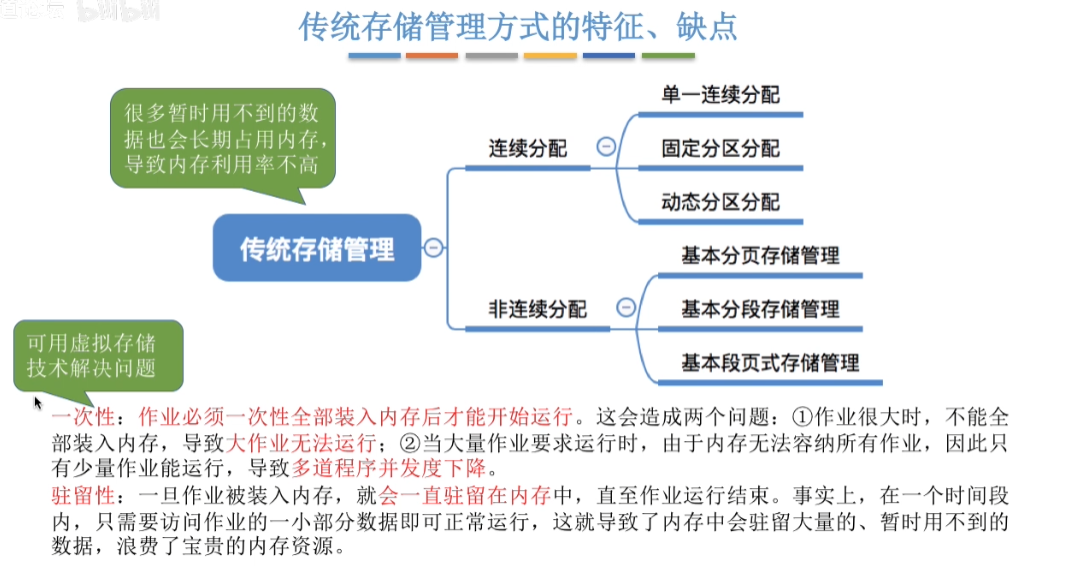 bilibili
传统存储管理方式的特征、缺点
很多暂时用不到的数
据也会长期占用内存，
导致内存利用率不高
传统存储管理
连续分配
单一连续分配
固定分区分配
动态分区分配
非连续分配
基本分页存储管理
基本分段存储管理
基本段页式存储管理
可用虚拟存储
技术解决问题
一次性：作业必须一次性全部装入内存后才能开始运行。这会造成两个问题：①作业很大时，不能全
部装入内存，导致大作业无法运行；②当大量作业要求运行时，由于内存无法容纳所有作业，因此只
有少量作业能运行，导致多道程序并发度下降。
驻留性：一旦作业被装入内存，就会一直驻留在内存中，直至作业运行结束。事实上，在一个时间段
内，只需要访问作业的一小部分数据即可正常运行，这就导致了内存中会驻留大量的、暂时用不到的
数据，浪费了宝贵的内存资源。